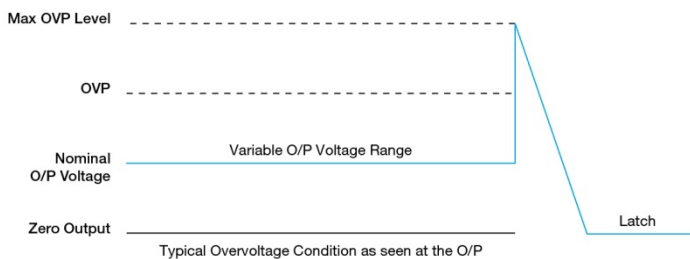 Max OVP Level
OVP
Variable O/P Voltage Range
Nominal
O/P Voltage
Zero Output
Latch
Typical Overvoltage Condition as seen at the O/P